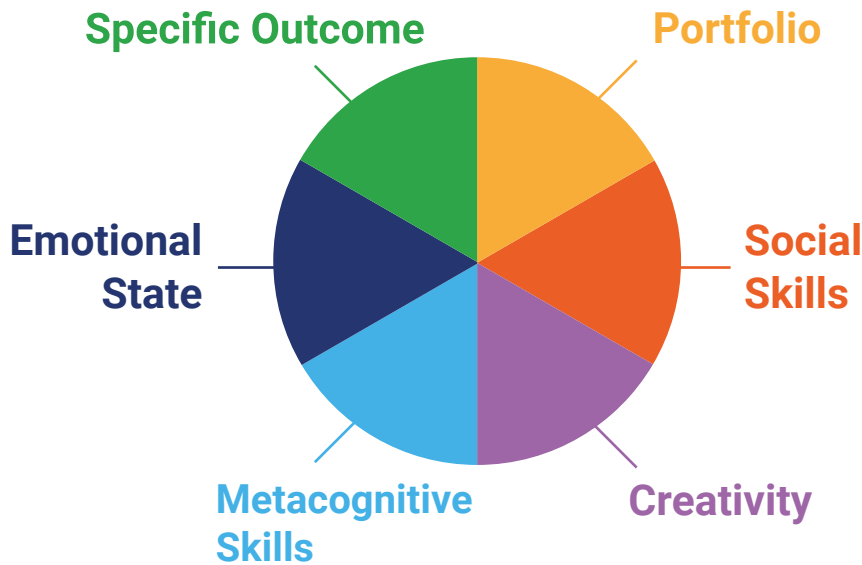 Specific Outcome
Portfolio
Emotional
State
Social
Skills
Metacognitive
Skills
Creativity